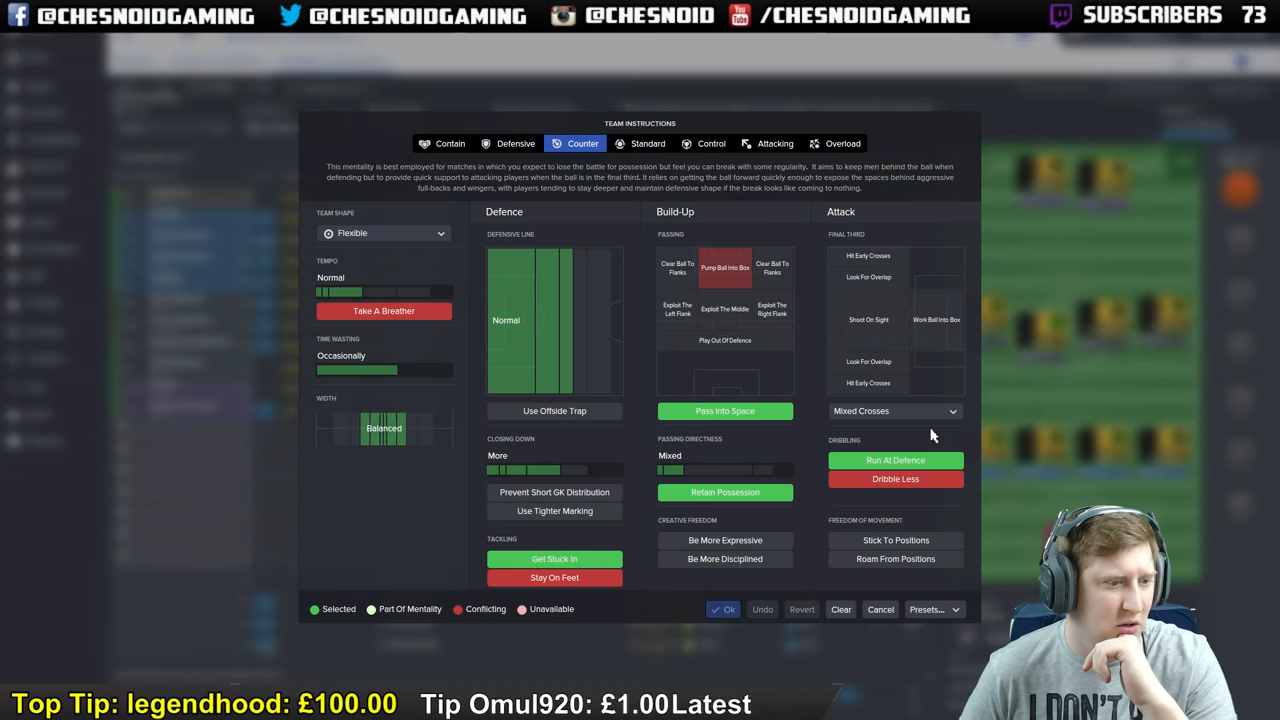 @CHESNOIDGAMING @CHESNOIDGAMING @CHESNOID /CHESNOIDGAMING SUBSCRIBERS 73
TEAM INSTRUCTIONS
Contain Defensive Counter Standard Control Attacking Overload
This mentality is best employed for matches in which you expect to lose the battle for possession but feel you can break with some regularity. It aims to keep men behind the ball when
defending but to provide quick support to attacking players when the ball is in the final third. It relies on getting the ball forward quickly enough to expose the spaces behind aggressive
full-backs and wingers, with players tending to stay deeper and maintain defensive shape if the break looks like coming to nothing.
TEAM SHAPE
Flexible
TEMPO
Normal
Take A Breather
TIME WASTING
Occasionally
WIDTH
Balanced
Defence
DEFENSIVE LINE
Normal
Use Offside Trap
CLOSING DOWN
More
Prevent Short GK Distribution
Use Tighter Marking
TACKLING
Get Stuck In
Stay On Feet
Build-Up
PASSING
Clear Ball To
Flanks
Pump Ball Into Box
Clear Ball To
Flanks
Exploit The
Left Flank
Exploit The Middle
Exploit The
Right Flank
Play Out Of Defence
Pass Into Space
PASSING DIRECTNESS
Mixed
Retain Possession
CREATIVE FREEDOM
Be More Expressive
Be More Disciplined
Attack
FINAL THIRD
Hit Early Crosses
Look For Overlap
Shoot On Sight
Work Ball Into Box
Look For Overlap
Hit Early Crosses
Mixed Crosses
DRIBBLING
Run At Defence
Dribble Less
FREEDOM OF MOVEMENT
Stick To Positions
Roam From Positions
Selected Part Of Mentality Conflicting Unavailable
Ok Undo Revert Clear Cancel Presets...
I DON'T
Top Tip: legendhood: £100.00 Tip Omul920: £1.00Latest